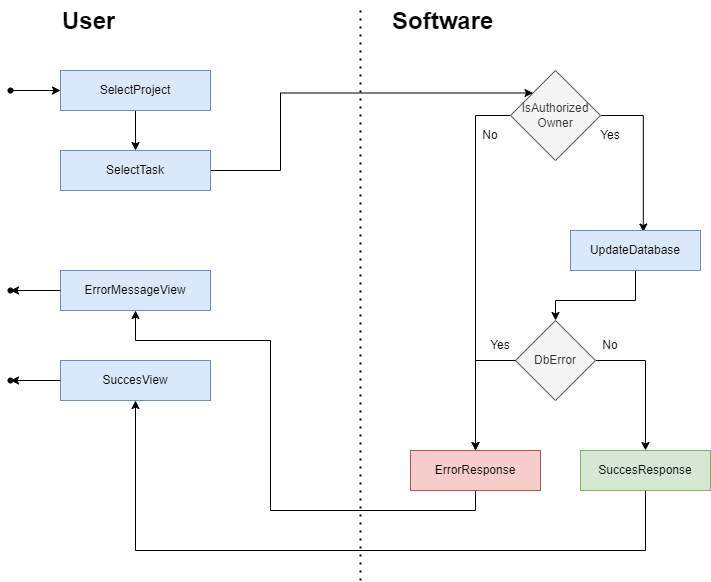 User
Software
SelectProject
IsAuthorized
Owner
No
Yes
SelectTask
UpdateDatabase
ErrorMessageView
Yes
No
DbError
SuccesView
ErrorResponse
SuccesResponse